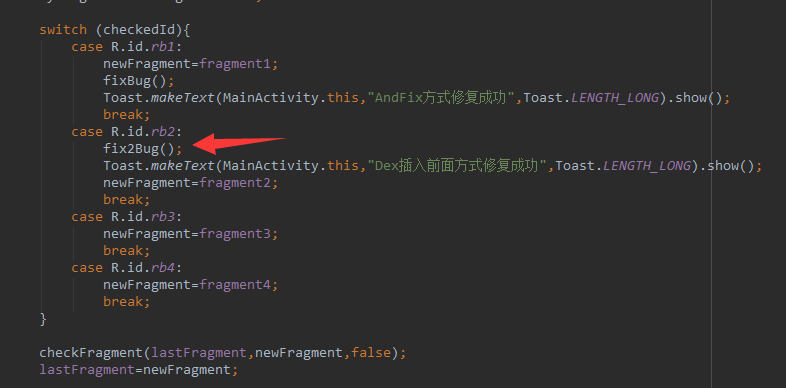 switch (checkedId){
case R.id.rb1:
newFragment=fragment1;
fixBug();
Toast.makeText(MainActivity.this,"AndFix方式修复成功",Toast.LENGTH_LONG).show();
break;
case R.id.rb2:
fix2Bug();
Toast.makeText(MainActivity.this,"Dex插入前面方式修复成功",Toast.LENGTH_LONG).show();
newFragment=fragment2;
break;
case R.id.rb3:
newFragment=fragment3;
break;
case R.id.rb4:
newFragment=fragment4;
break;
}
checkFragment(lastFragment,newFragment,false);
lastFragment=newFragment;